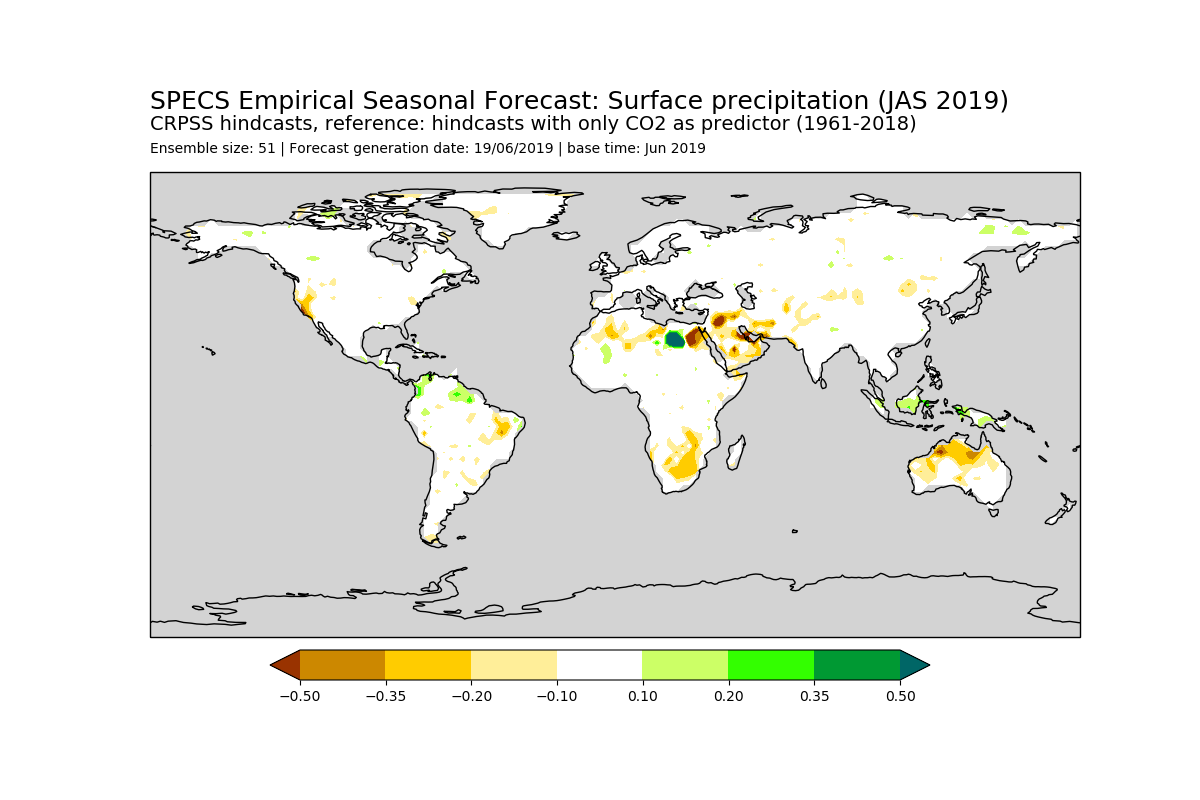 SPECS Empirical Seasonal Forecast: Surface precipitation (JAS 2019)
CRPSS hindcasts, reference: hindcasts with only CO2 as predictor (1961-2018)
Ensemble size: 51 | Forecast generation date: 19/06/2019 | base time: Jun 2019
−0.50 −0.35 −0.20 −0.10 0.10 0.20 0.35 0.50